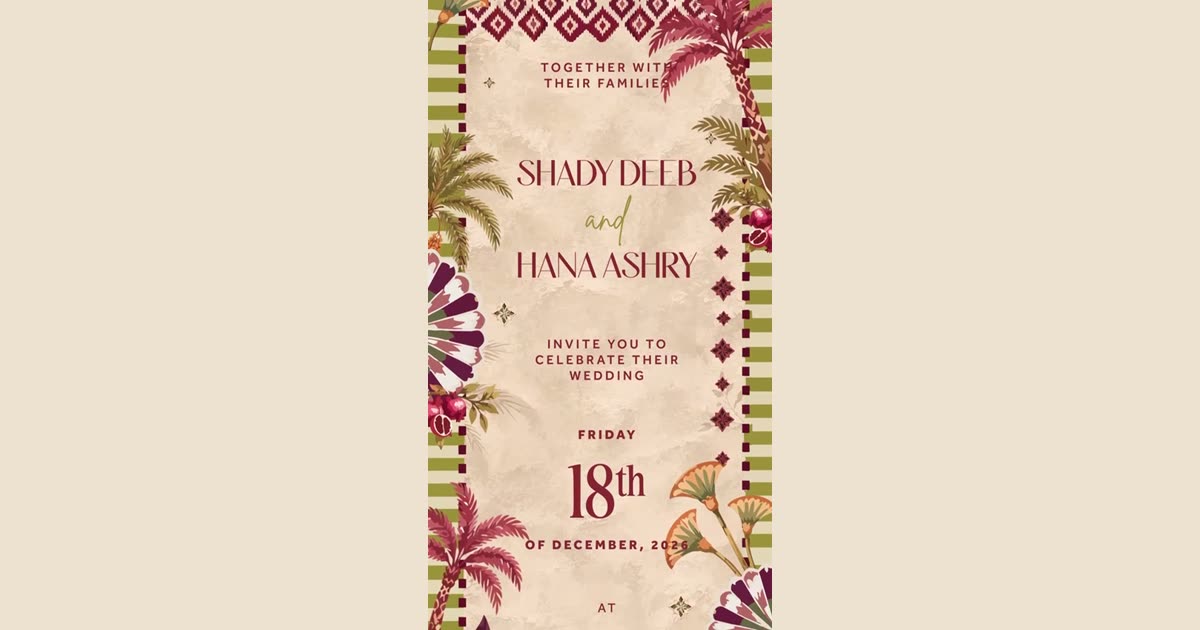 TOGETHER WITH
THEIR FAMILIES
SHADY DEEB
and
HANA ASHRY
INVITE YOU TO
CELEBRATE THEIR
WEDDING
FRIDAY
18th
OF DECEMBER, 2026
AT